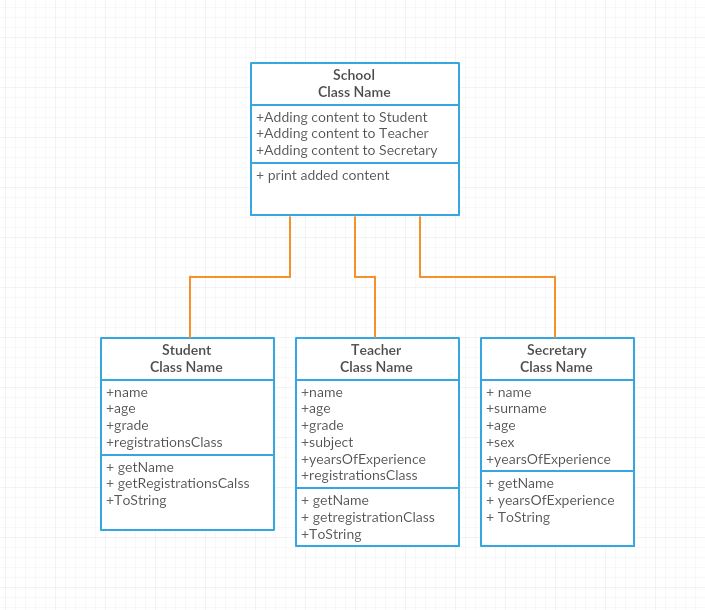 School
Class Name
+Adding content to Student
+Adding content to Teacher
+Adding content to Secretary
+ print added content
Student
Class Name
+name
+age
+grade
+registrationsClass
+ getName
+ getRegistrationsCalss
+ToString
Teacher
Class Name
+name
+age
+grade
+subject
+yearsOfExperience
+registrationsClass
+ getName
+ getregistrationClass
+ToString
Secretary
Class Name
+ name
+surname
+age
+sex
+yearsOfExperience
+ getName
+ yearsOfExperience
+ ToString